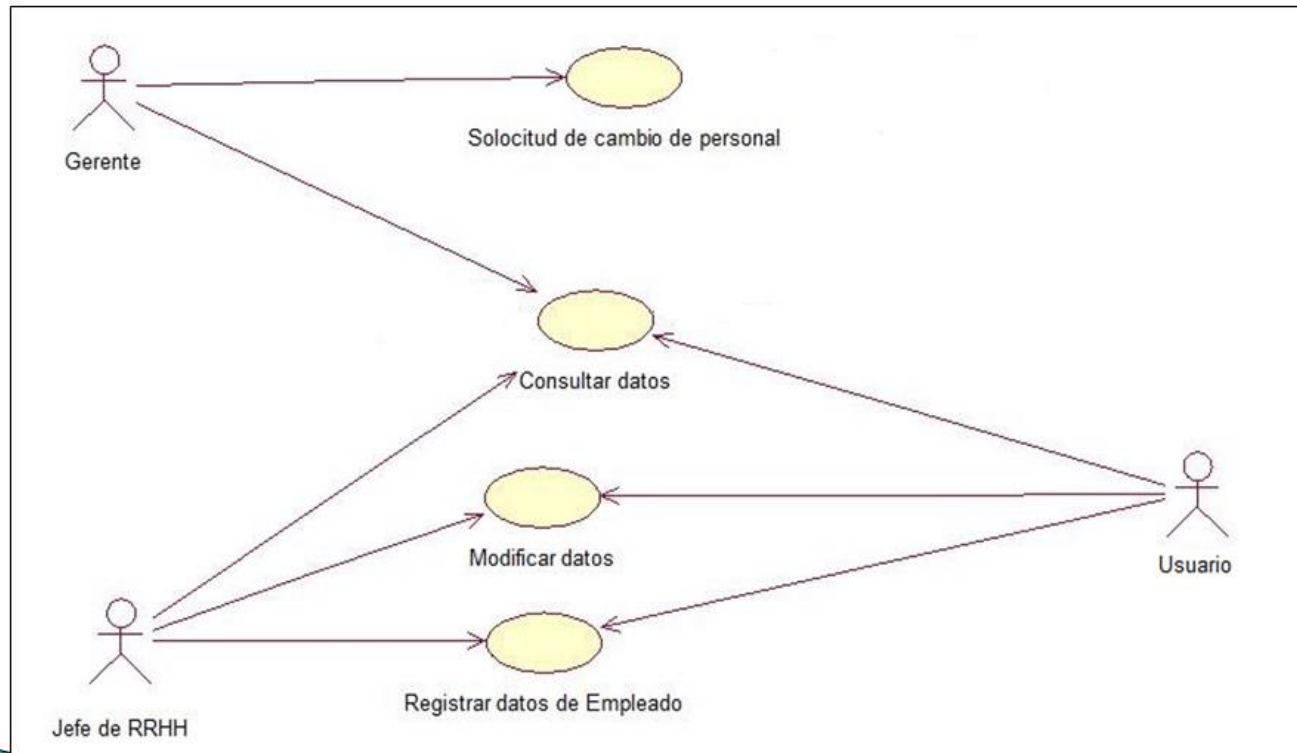 Solocitud de cambio de personal
Gerente
Consultar datos
Modificar datos
Usuario
Registrar datos de Empleado
Jefe de RRHH